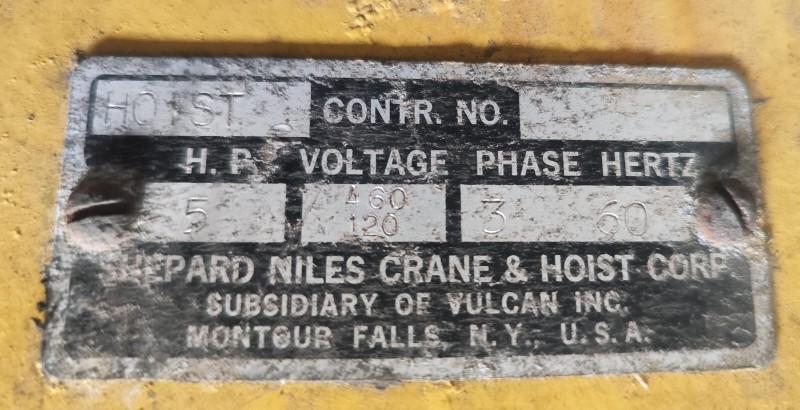 HOIST CONTR. NO.
H. P. VOLTAGE PHASE HERTZ
5 460 3 60
120
SHEPARD NILES CRANE & HOIST CORP
SUBSIDIARY OF VULCAN INC.
MONTOUR FALLS, N. Y., U. S. A.